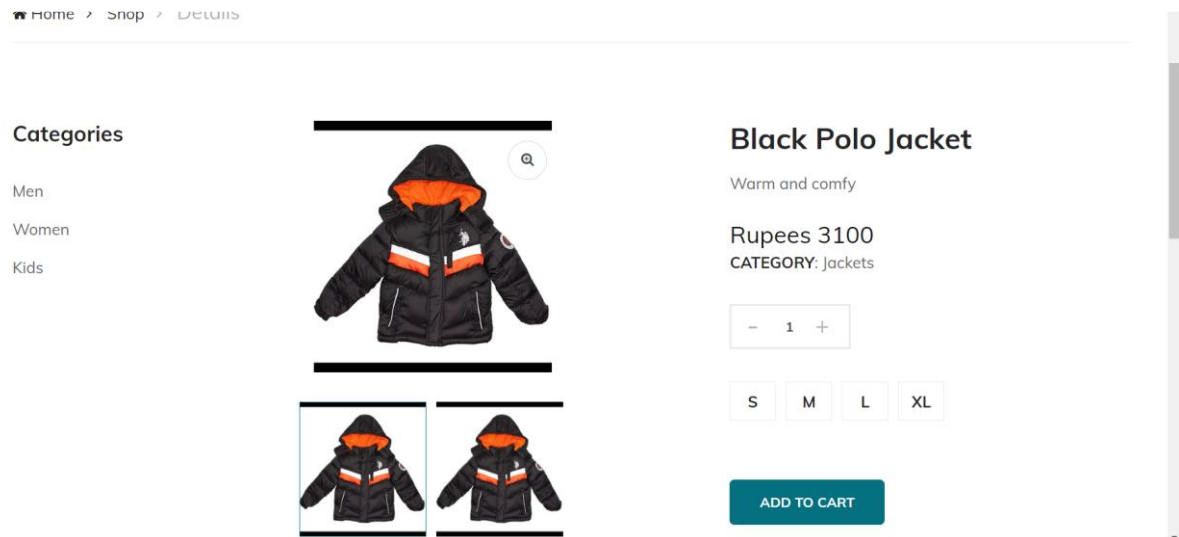 Home > Shop > Details
Categories
Men
Women
Kids
Black Polo Jacket
Warm and comfy
Rupees 3100
CATEGORY: Jackets
- 1 +
S M L XL
ADD TO CART